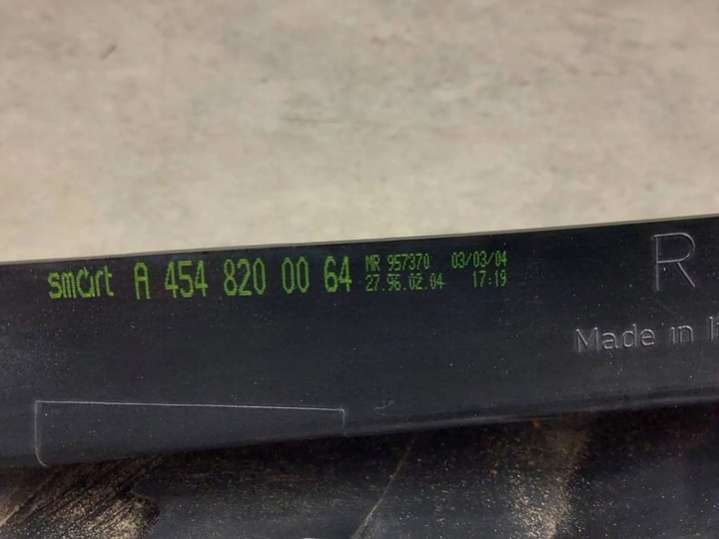 smart A 454 820 00 64
MR 957370 03/03/04
27.96.02.04 17:19
R
Made in